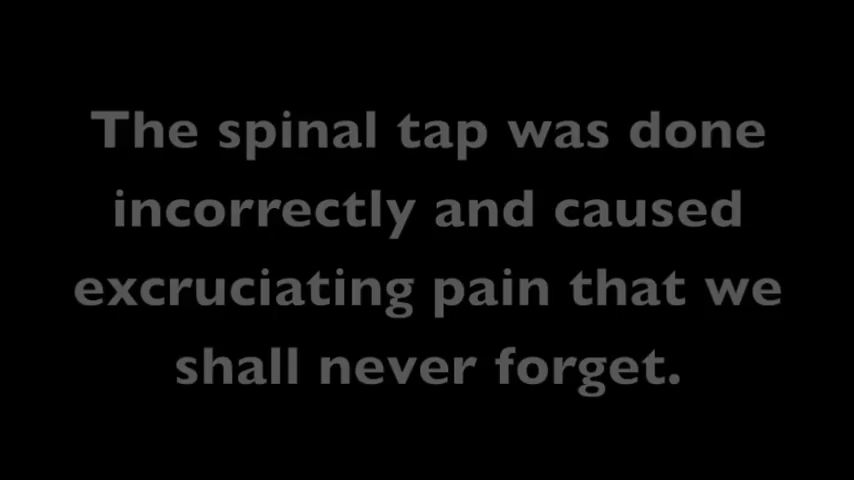 The spinal tap was done
incorrectly and caused
excruciating pain that we
shall never forget.